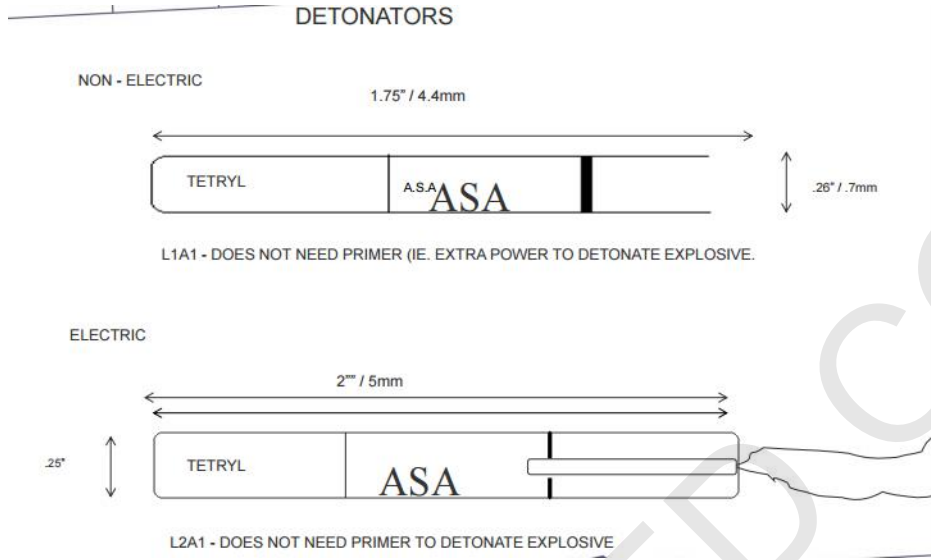 DETONATORS
NON - ELECTRIC
1.75" / 4.4mm
TETRYL
A.S.A
ASA
.26" / .7mm
L1A1 - DOES NOT NEED PRIMER (IE. EXTRA POWER TO DETONATE EXPLOSIVE.
ELECTRIC
2"" / 5mm
.25"
TETRYL
ASA
L2A1 - DOES NOT NEED PRIMER TO DETONATE EXPLOSIVE